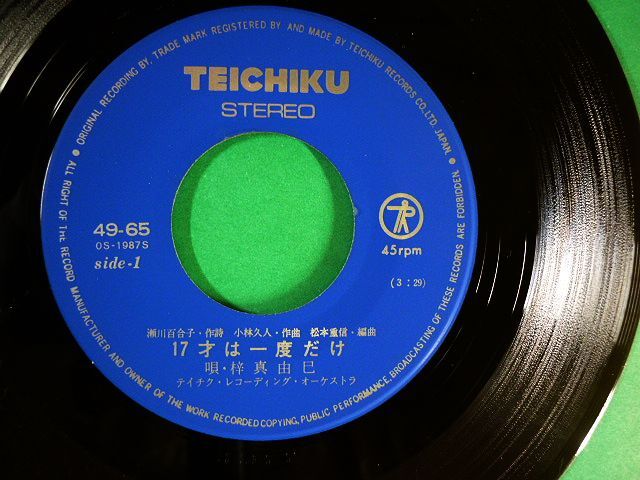 • ORIGINAL RECORDING BY, TRADE MARK REGISTERED BY AND MADE BY TEICHIKU RECORDS CO. LTD. JAPAN. •
TEICHIKU
STEREO
49-65
OS-1987S
side-1
45rpm
(3:29)
瀬川百合子・作詩 小林久人・作曲 松本重信・編曲
17才は一度だけ
唄・梓真由巳
テイチク・レコーディング・オーケストラ
• ALL RIGHT OF THE RECORD MANUFACTURER AND OWNER OF THE WORK RECORDED COPYING, PUBLIC PERFORMANCE, BROADCASTING OF THESE RECORDS ARE FORBIDDEN.